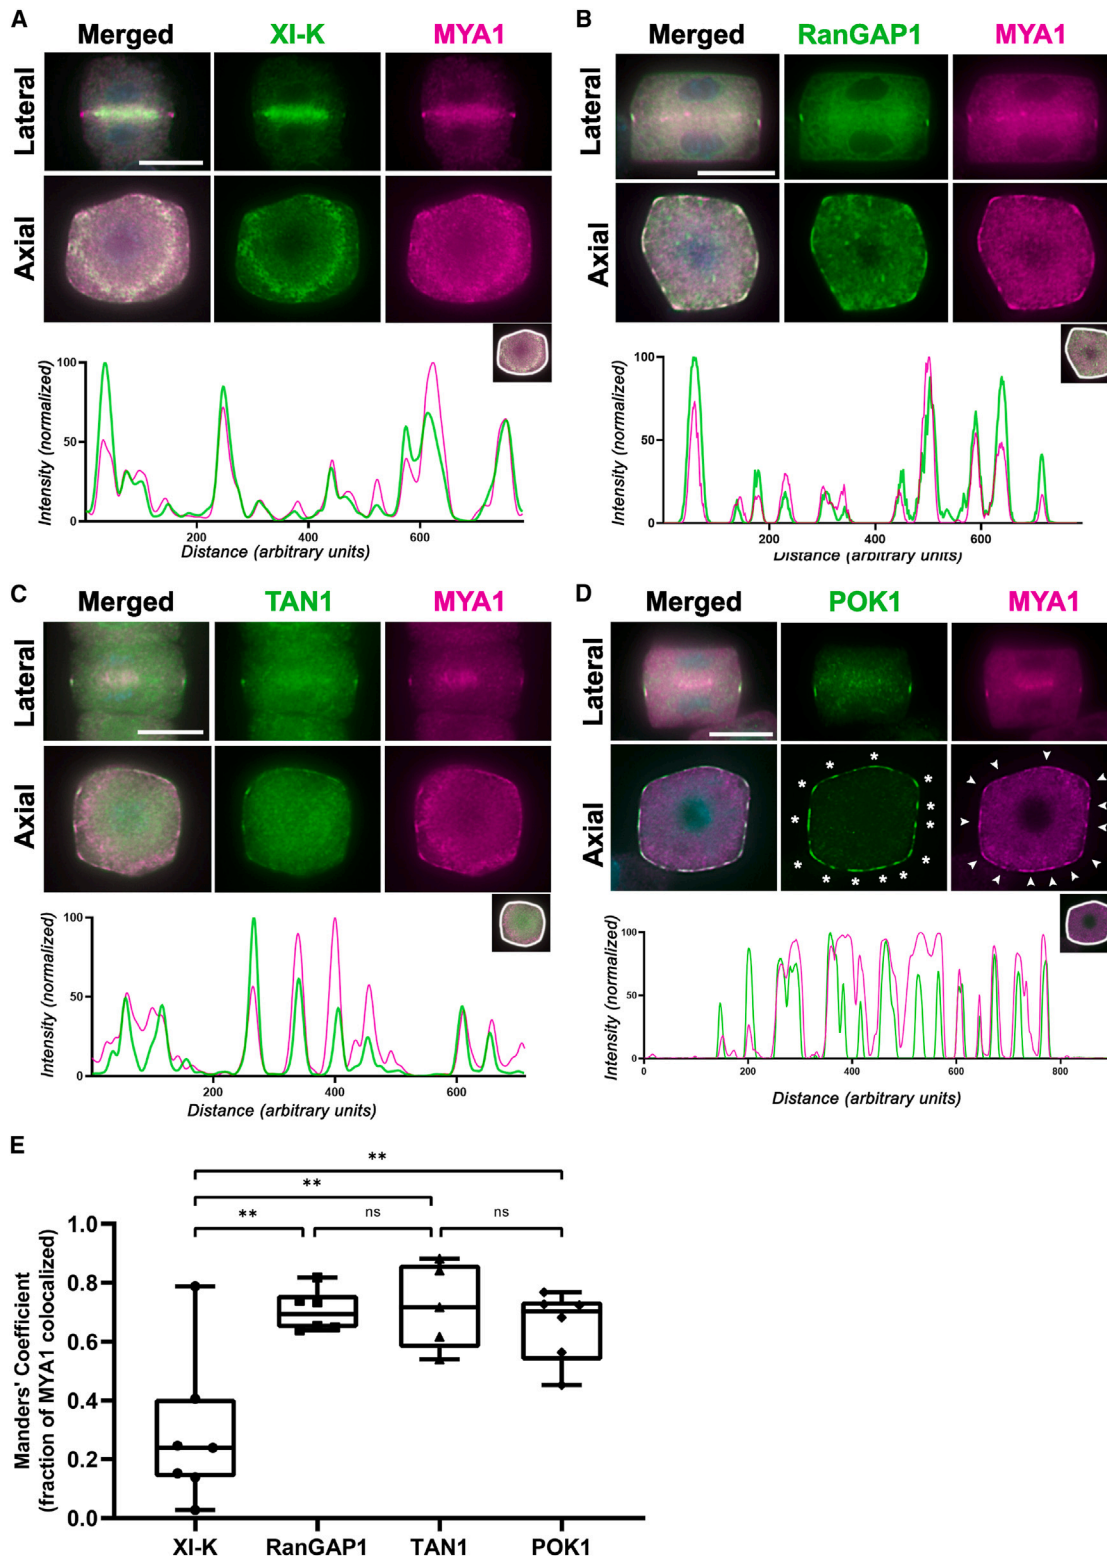 A
Merged XI-K MYA1
Lateral
Axial
Intensity (normalized)
100
50
0
200 400 600
Distance (arbitrary units)
B
Merged RanGAP1 MYA1
Lateral
Axial
Intensity (normalized)
100
50
0
200 400 600
Distance (arbitrary units)
C
Merged TAN1 MYA1
Lateral
Axial
Intensity (normalized)
100
50
0
200 400 600
Distance (arbitrary units)
D
Merged POK1 MYA1
Lateral
Axial
* * * * * * * * * * * * *
Intensity (normalized)
100
50
0
0 200 400 600 800
Distance (arbitrary units)
E
**
**
** ns ns
Manders' Coefficient
(fraction of MYA1 colocalized)
1.0
0.8
0.6
0.4
0.2
0.0
XI-K RanGAP1 TAN1 POK1